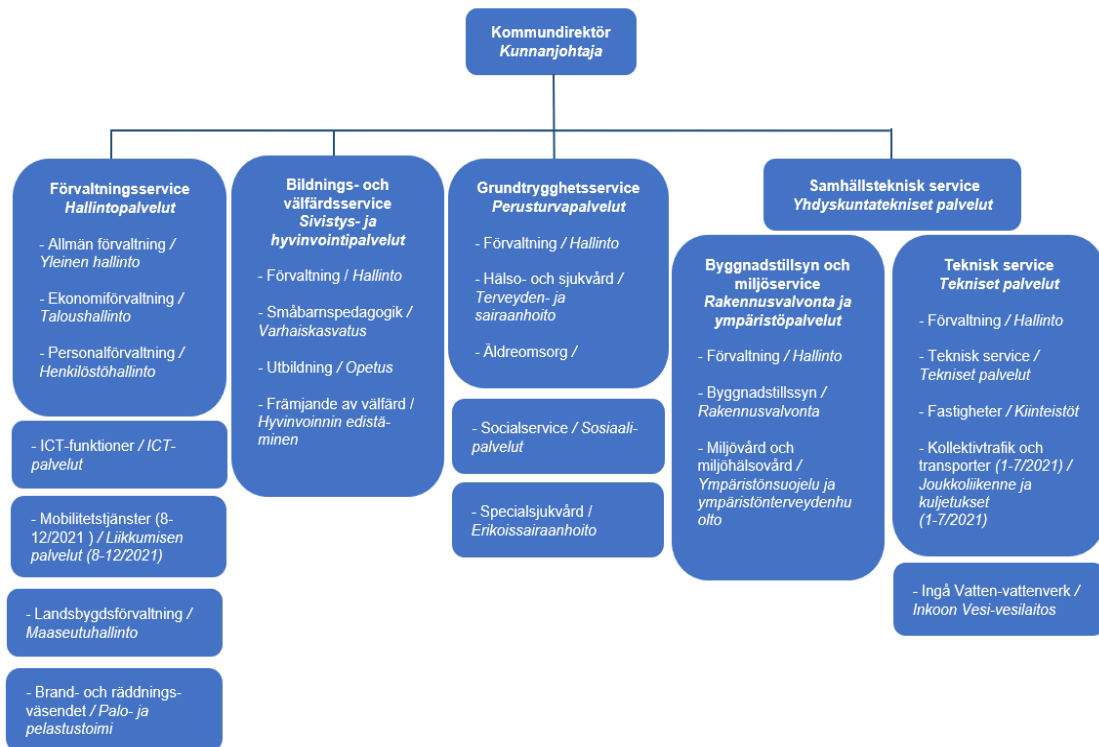 Kommundirektör
Kunnanjohtaja
Förvaltningsservice
Hallintopalvelut
- Allmän förvaltning /
Yleinen hallinto
- Ekonomiförvaltning /
Taloushallinto
- Personalförvaltning /
Henkilöstöhallinto
- ICT-funktioner / ICT-
palvelut
- Mobilitetstjänster (8-
12/2021 ) / Liikkumisen
palvelut (8-12/2021)
- Landsbygdsförvaltning /
Maaseutuhallinto
- Brand- och räddnings-
väsendet / Palo- ja
pelastustoimi
Bildnings- och
välfärdsservice
Sivistys- ja
hyvinvointipalvelut
- Förvaltning / Hallinto
- Småbarnspedagogik /
Varhaiskasvatus
- Utbildning / Opetus
- Främjande av välfärd /
Hyvinvoinnin edistä-
minen
Grundtrygghetsservice
Perusturvapalvelut
- Förvaltning / Hallinto
- Hälso- och sjukvård /
Terveyden- ja
sairaanhoito
- Äldreomsorg /
- Socialservice / Sosiaali-
palvelut
- Specialsjukvård /
Erikoissairaanhoito
Samhällsteknisk service
Yhdyskuntatekniset palvelut
Byggnadstillsyn och
miljöservice
Rakennusvalvonta ja
ympäristöpalvelut
- Förvaltning / Hallinto
- Byggnadstillssyn /
Rakennusvalvonta
- Miljövård och
miljöhälsovård /
Ympäristönsuojelu ja
ympäristönterveydenhu
olto
Teknisk service
Tekniset palvelut
- Förvaltning / Hallinto
- Teknisk service /
Tekniset palvelut
- Fastigheter / Kiinteistöt
- Kollektivtrafik och
transporter (1-7/2021) /
Joukkoliikenne ja
kuljetukset
(1-7/2021)
- Ingå Vatten-vattenverk /
Inkoon Vesi-vesilaitos